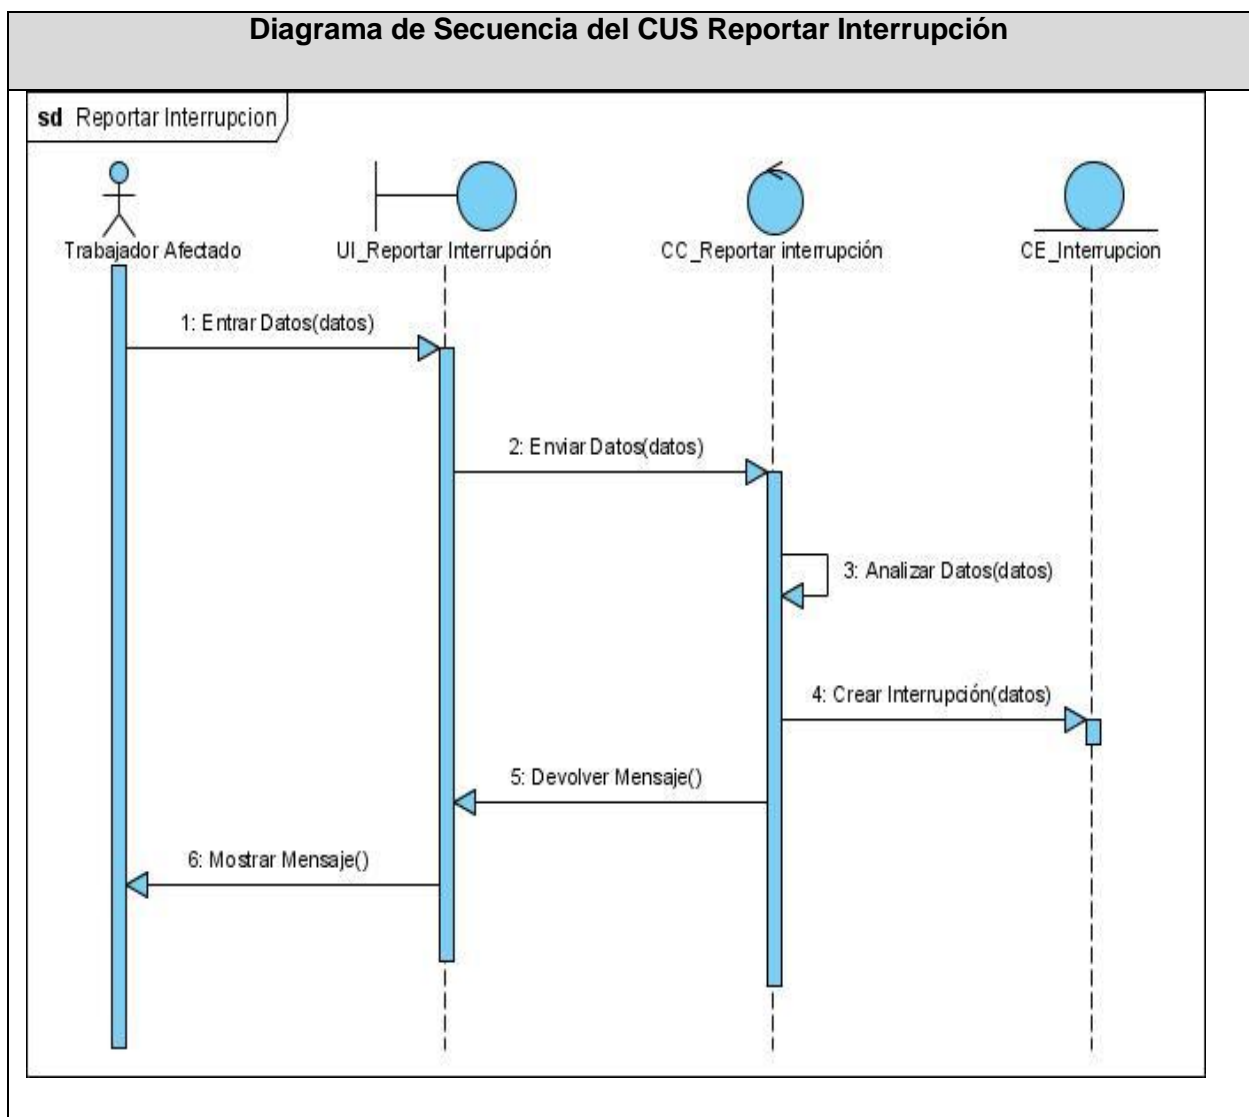 Diagrama de Secuencia del CUS Reportar Interrupción
sd Reportar Interrupcion
Trabajador Afectado
UI_Reportar Interrupción
CC_Reportar interrupción
CE_Interrupcion
1: Entrar Datos(datos)
2: Enviar Datos(datos)
3: Analizar Datos(datos)
4: Crear Interrupción(datos)
5: Devolver Mensaje()
6: Mostrar Mensaje()